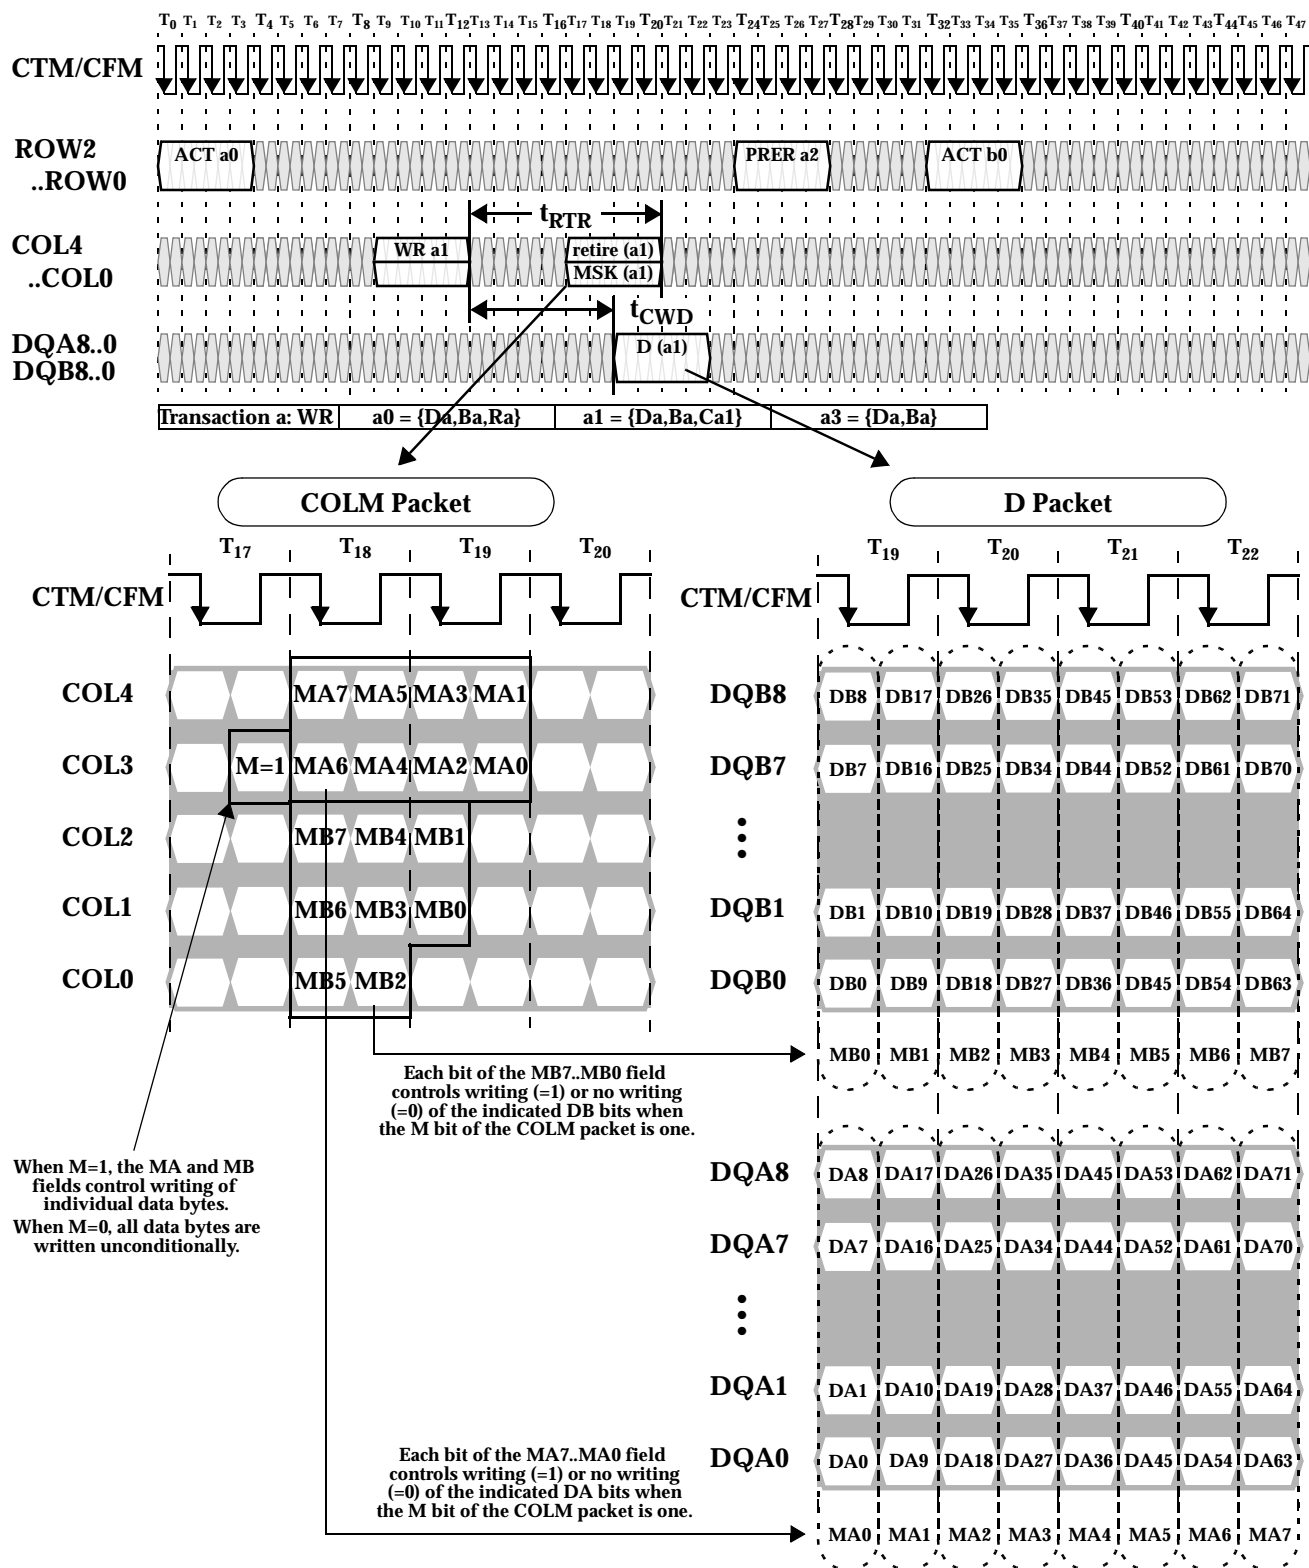 T0 T1 T2 T3 T4 T5 T6 T7 T8 T9 T10 T11 T12 T13 T14 T15 T16 T17 T18 T19 T20 T21 T22 T23 T24 T25 T26 T27 T28 T29 T30 T31 T32 T33 T34 T35 T36 T37 T38 T39 T40 T41 T42 T43 T44 T45 T46 T47
CTM/CFM
ROW2
..ROW0
ACT a0 PRER a2 ACT b0
tRTR
COL4
..COL0
WR a1 retire (a1)
MSK (a1)
tCWD
DQA8..0
DQB8..0
D (a1)
Transaction a: WR a0 = {Da,Ba,Ra} a1 = {Da,Ba,Ca1} a3 = {Da,Ba}
COLM Packet
T17 T18 T19 T20
CTM/CFM
COL4 MA7 MA5 MA3 MA1
COL3 M=1 MA6 MA4 MA2 MA0
COL2 MB7 MB4 MB1
COL1 MB6 MB3 MB0
COL0 MB5 MB2
Each bit of the MB7..MB0 field
controls writing (=1) or no writing
(=0) of the indicated DB bits when
the M bit of the COLM packet is one.
When M=1, the MA and MB
fields control writing of
individual data bytes.
When M=0, all data bytes are
written unconditionally.
Each bit of the MA7..MA0 field
controls writing (=1) or no writing
(=0) of the indicated DA bits when
the M bit of the COLM packet is one.
D Packet
T19 T20 T21 T22
CTM/CFM
DQB8 DB8 DB17 DB26 DB35 DB45 DB53 DB62 DB71
DQB7 DB7 DB16 DB25 DB34 DB44 DB52 DB61 DB70
DQB1 DB1 DB10 DB19 DB28 DB37 DB46 DB55 DB64
DQB0 DB0 DB9 DB18 DB27 DB36 DB45 DB54 DB63
MB0 MB1 MB2 MB3 MB4 MB5 MB6 MB7
DQA8 DA8 DA17 DA26 DA35 DA45 DA53 DA62 DA71
DQA7 DA7 DA16 DA25 DA34 DA44 DA52 DA61 DA70
DQA1 DA1 DA10 DA19 DA28 DA37 DA46 DA55 DA64
DQA0 DA0 DA9 DA18 DA27 DA36 DA45 DA54 DA63
MA0 MA1 MA2 MA3 MA4 MA5 MA6 MA7